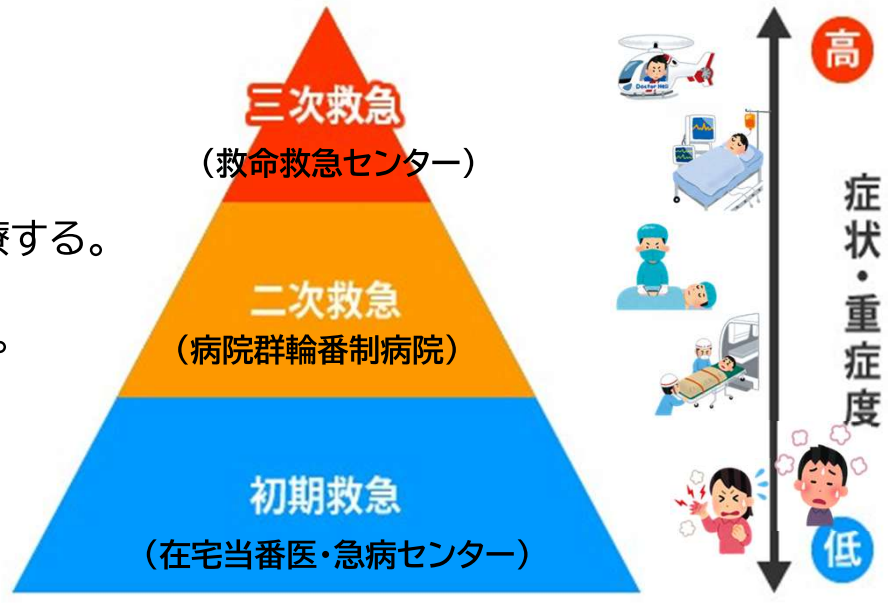 高
三次救急
（救命救急センター）
療する。
二次救急
（病院群輪番制病院）
。
症状・重症度
初期救急
（在宅当番医・急病センター）
低